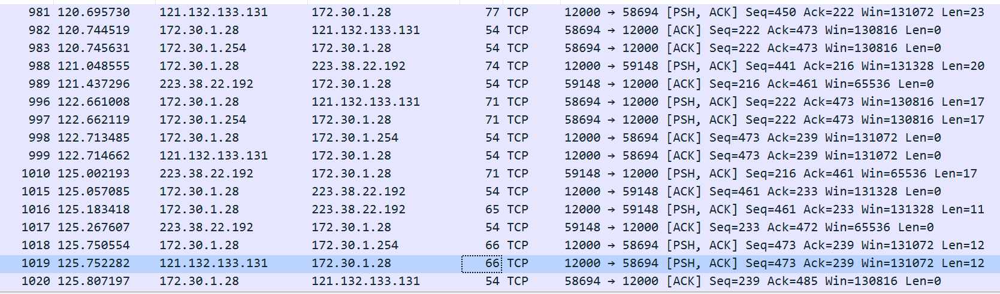 981 120.695730 121.132.133.131 172.30.1.28 77 TCP 12000 → 58694 [PSH, ACK] Seq=450 Ack=222 Win=131072 Len=23
982 120.744519 172.30.1.28 121.132.133.131 54 TCP 58694 → 12000 [ACK] Seq=222 Ack=473 Win=130816 Len=0
983 120.745631 172.30.1.254 172.30.1.28 54 TCP 58694 → 12000 [ACK] Seq=222 Ack=473 Win=130816 Len=0
988 121.048555 172.30.1.28 223.38.22.192 74 TCP 12000 → 59148 [PSH, ACK] Seq=441 Ack=216 Win=131328 Len=20
989 121.437296 223.38.22.192 172.30.1.28 54 TCP 59148 → 12000 [ACK] Seq=216 Ack=461 Win=65536 Len=0
996 122.661008 172.30.1.28 121.132.133.131 71 TCP 58694 → 12000 [PSH, ACK] Seq=222 Ack=473 Win=130816 Len=17
997 122.662119 172.30.1.254 172.30.1.28 71 TCP 58694 → 12000 [PSH, ACK] Seq=222 Ack=473 Win=130816 Len=17
998 122.713485 172.30.1.28 172.30.1.254 54 TCP 12000 → 58694 [ACK] Seq=473 Ack=239 Win=131072 Len=0
999 122.714662 121.132.133.131 172.30.1.28 54 TCP 12000 → 58694 [ACK] Seq=473 Ack=239 Win=131072 Len=0
1010 125.002193 223.38.22.192 172.30.1.28 71 TCP 59148 → 12000 [PSH, ACK] Seq=216 Ack=461 Win=65536 Len=17
1015 125.057085 172.30.1.28 223.38.22.192 54 TCP 12000 → 59148 [ACK] Seq=461 Ack=233 Win=131328 Len=0
1016 125.183418 172.30.1.28 223.38.22.192 65 TCP 12000 → 59148 [PSH, ACK] Seq=461 Ack=233 Win=131328 Len=11
1017 125.267607 223.38.22.192 172.30.1.28 54 TCP 59148 → 12000 [ACK] Seq=233 Ack=472 Win=65536 Len=0
1018 125.750554 172.30.1.28 172.30.1.254 66 TCP 12000 → 58694 [PSH, ACK] Seq=473 Ack=239 Win=131072 Len=12
1019 125.752282 121.132.133.131 172.30.1.28 66 TCP 12000 → 58694 [PSH, ACK] Seq=473 Ack=239 Win=131072 Len=12
1020 125.807197 172.30.1.28 121.132.133.131 54 TCP 58694 → 12000 [ACK] Seq=239 Ack=485 Win=130816 Len=0